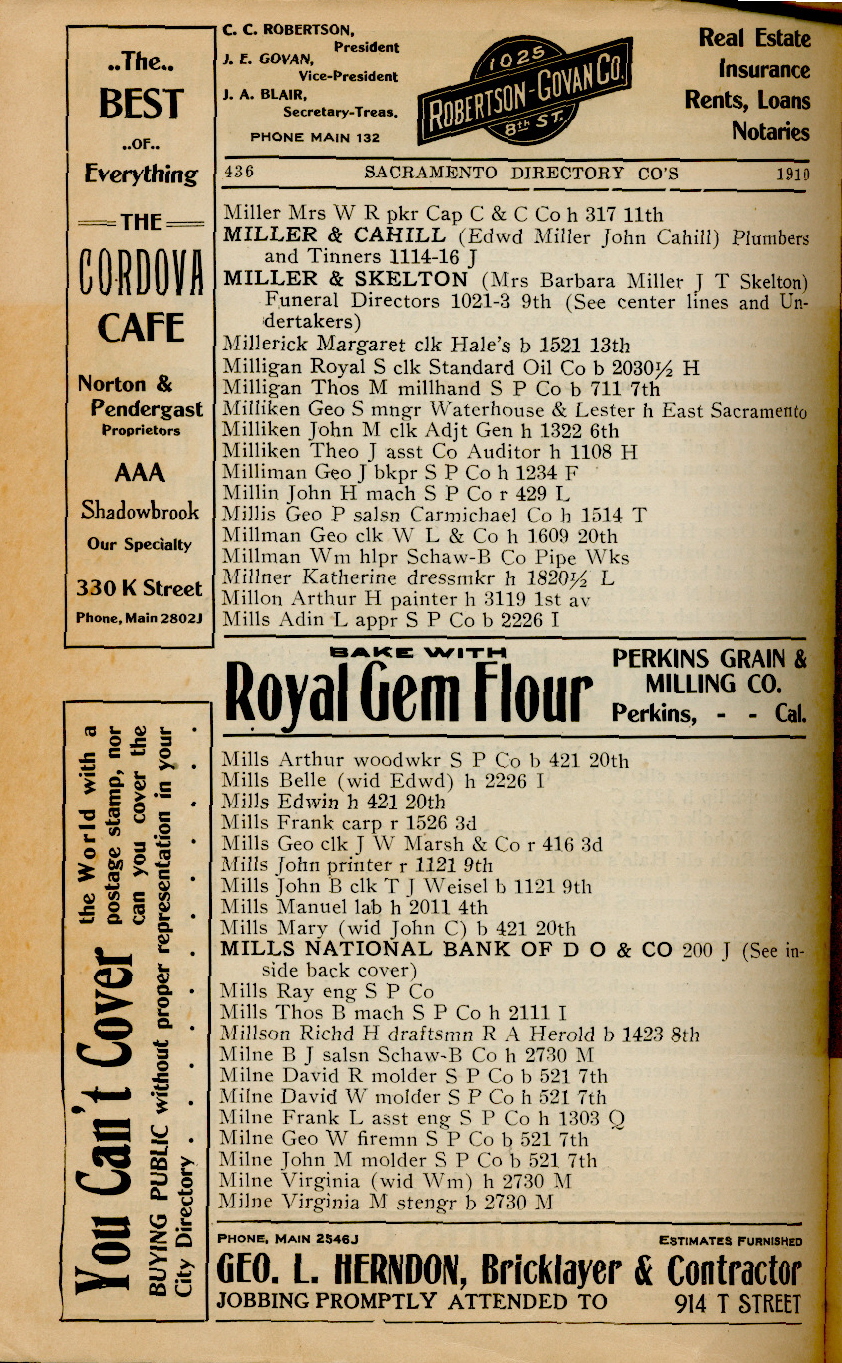 C. C. ROBERTSON,
President
J. E. GOVAN,
Vice-President
J. A. BLAIR,
Secretary-Treas.
PHONE MAIN 132
1025
ROBERTSON-GOVAN CO.
8th ST.
Real Estate
Insurance
Rents, Loans
Notaries
436 SACRAMENTO DIRECTORY CO'S 1910
..The..
BEST
..OF..
Everything
THE
CORDOVA
CAFE
Norton &
Pendergast
Proprietors
AAA
Shadowbrook
Our Specialty
330 K Street
Phone, Main 2802J
Miller Mrs W R pkr Cap C & C Co h 317 11th
MILLER & CAHILL (Edwd Miller John Cahill) Plumbers
and Tinners 1114-16 J
MILLER & SKELTON (Mrs Barbara Miller J T Skelton)
Funeral Directors 1021-3 9th (See center lines and Un-
dertakers)
Millerick Margaret clk Hale's b 1521 13th
Milligan Royal S clk Standard Oil Co b 2030½ H
Milligan Thos M millhand S P Co b 711 7th
Milliken Geo S mngr Waterhouse & Lester h East Sacramento
Milliken John M clk Adjt Gen h 1322 6th
Milliken Theo J asst Co Auditor h 1108 H
Milliman Geo J bkpr S P Co h 1234 F
Millin John H mach S P Co r 429 L
Millis Geo P salsn Carmichael Co h 1514 T
Millman Geo clk W L & Co h 1609 20th
Millman Wm hlpr Schaw-B Co Pipe Wks
Millner Katherine dressmkr h 1820½ L
Millon Arthur H painter h 3119 1st av
Mills Adin L appr S P Co b 2226 I
BAKE WITH
Royal Gem Flour
PERKINS GRAIN &
MILLING CO.
Perkins, - - Cal.
Mills Arthur woodwkr S P Co b 421 20th
Mills Belle (wid Edwd) h 2226 I
Mills Edwin h 421 20th
Mills Frank carp r 1526 3d
Mills Geo clk J W Marsh & Co r 416 3d
Mills John printer r 1121 9th
Mills John B clk T J Weisel b 1121 9th
Mills Manuel lab h 2011 4th
Mills Mary (wid John C) b 421 20th
MILLS NATIONAL BANK OF D O & CO 200 J (See in-
side back cover)
Mills Ray eng S P Co
Mills Thos B mach S P Co h 2111 I
Millson Richd H draftsmn R A Herold b 1423 8th
Milne B J salsn Schaw-B Co h 2730 M
Milne David R molder S P Co b 521 7th
Milne David W molder S P Co h 521 7th
Milne Frank L asst eng S P Co h 1303 Q
Milne Geo W firemn S P Co b 521 7th
Milne John M molder S P Co b 521 7th
Milne Virginia (wid Wm) h 2730 M
Milne Virginia M stengr b 2730 M
You Can't Cover
the World with a
postage stamp, nor
can you cover the
BUYING PUBLIC without proper representation in your
City Directory . . . . . . . . . .
PHONE, MAIN 2546J ESTIMATES FURNISHED
GEO. L. HERNDON, Bricklayer & Contractor
JOBBING PROMPTLY ATTENDED TO 914 T STREET